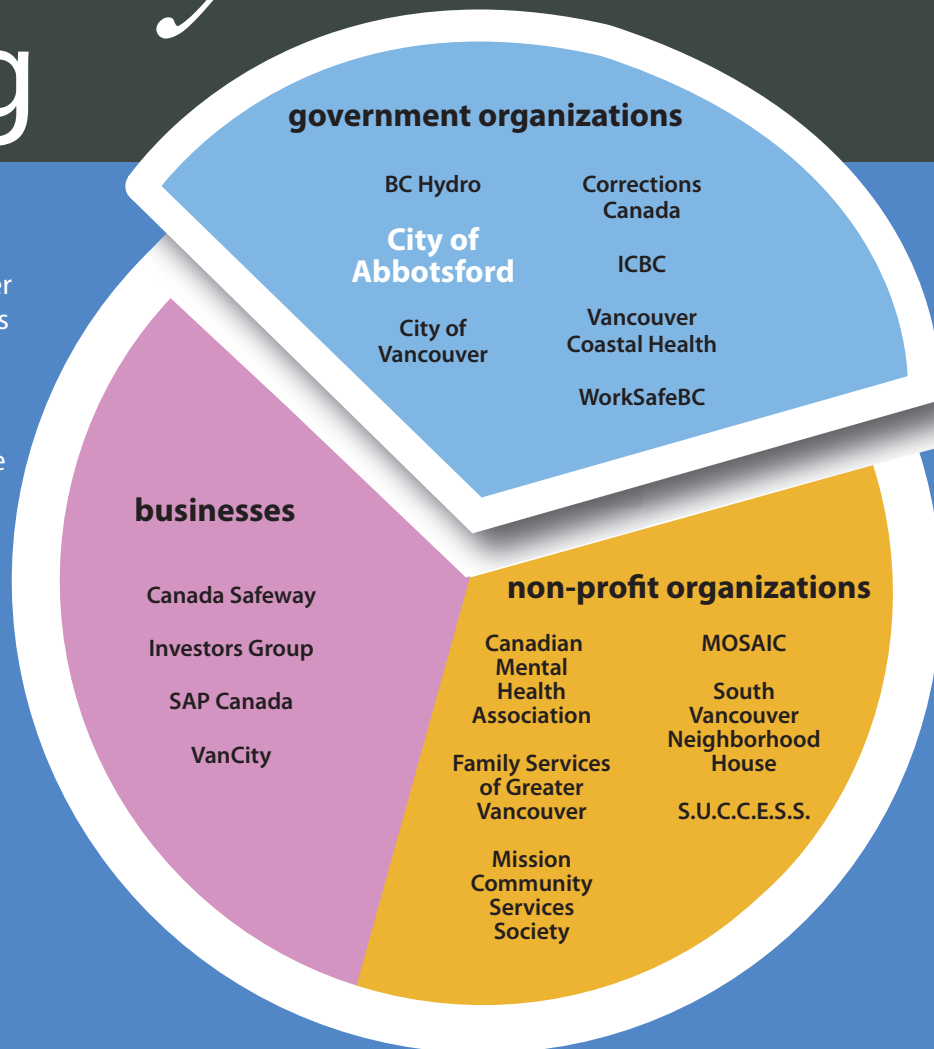 g
er
s
e
government organizations
BC Hydro
City of
Abbotsford
City of
Vancouver
Corrections
Canada
ICBC
Vancouver
Coastal Health
WorkSafeBC
businesses
Canada Safeway
Investors Group
SAP Canada
VanCity
non-profit organizations
Canadian
Mental
Health
Association
Family Services
of Greater
Vancouver
Mission
Community
Services
Society
MOSAIC
South
Vancouver
Neighborhood
House
S.U.C.C.E.S.S.